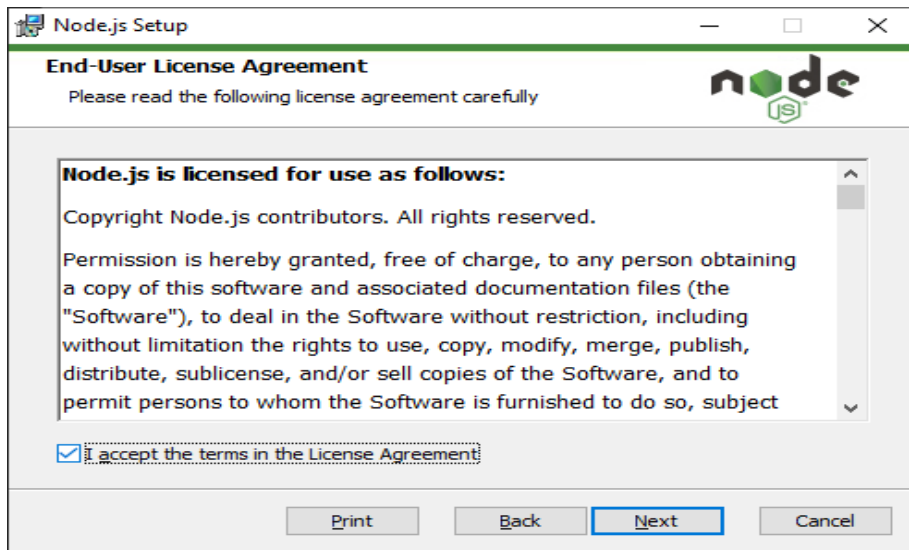 Node.js Setup
End-User License Agreement
Please read the following license agreement carefully
node
JS
Node.js is licensed for use as follows:
Copyright Node.js contributors. All rights reserved.
Permission is hereby granted, free of charge, to any person obtaining
a copy of this software and associated documentation files (the
"Software"), to deal in the Software without restriction, including
without limitation the rights to use, copy, modify, merge, publish,
distribute, sublicense, and/or sell copies of the Software, and to
permit persons to whom the Software is furnished to do so, subject
I accept the terms in the License Agreement
Print Back Next Cancel